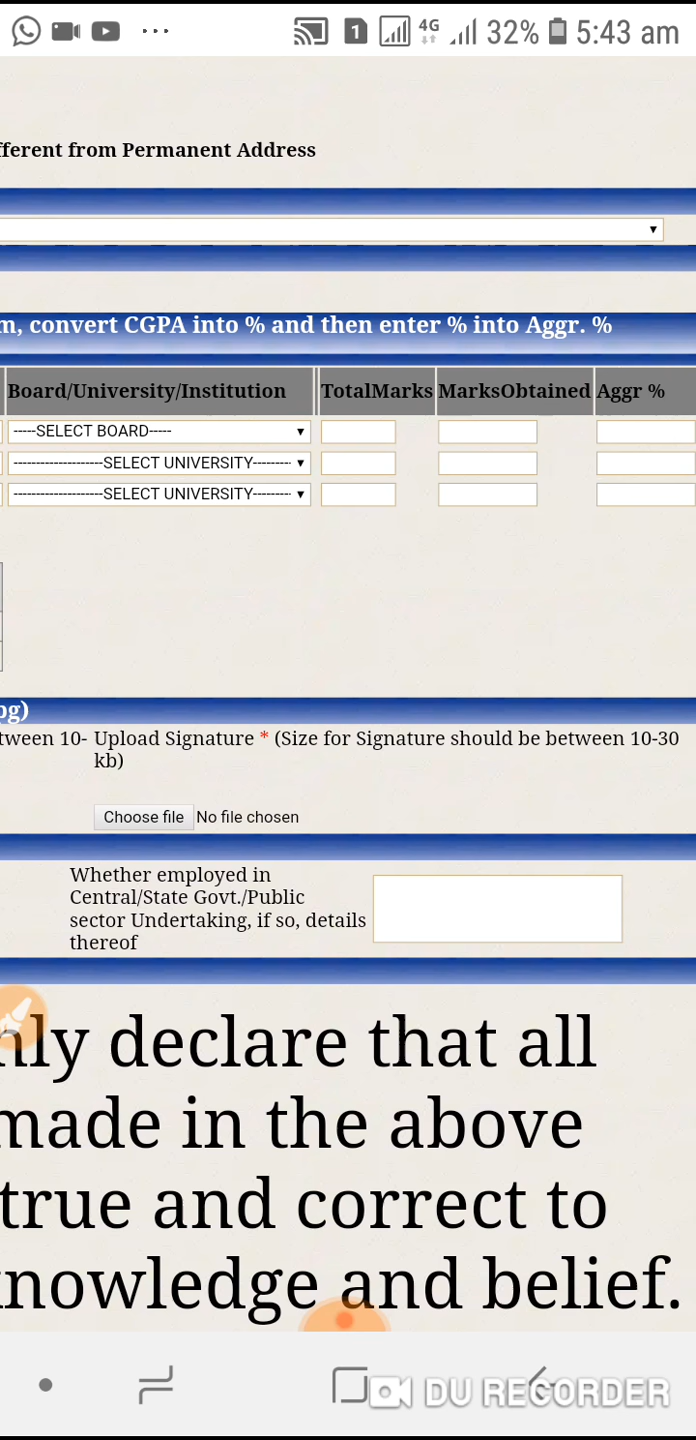 1 4G 32% 5:43 am
fferent from Permanent Address
m, convert CGPA into % and then enter % into Aggr. %
Board/University/Institution TotalMarks MarksObtained Aggr %
-----SELECT BOARD-----
--------------------SELECT UNIVERSITY---------
--------------------SELECT UNIVERSITY---------
pg)
tween 10- Upload Signature * (Size for Signature should be between 10-30
kb)
Choose file No file chosen
Whether employed in
Central/State Govt./Public
sector Undertaking, if so, details
thereof
nly declare that all
made in the above
true and correct to
knowledge and belief.
DU RECORDER